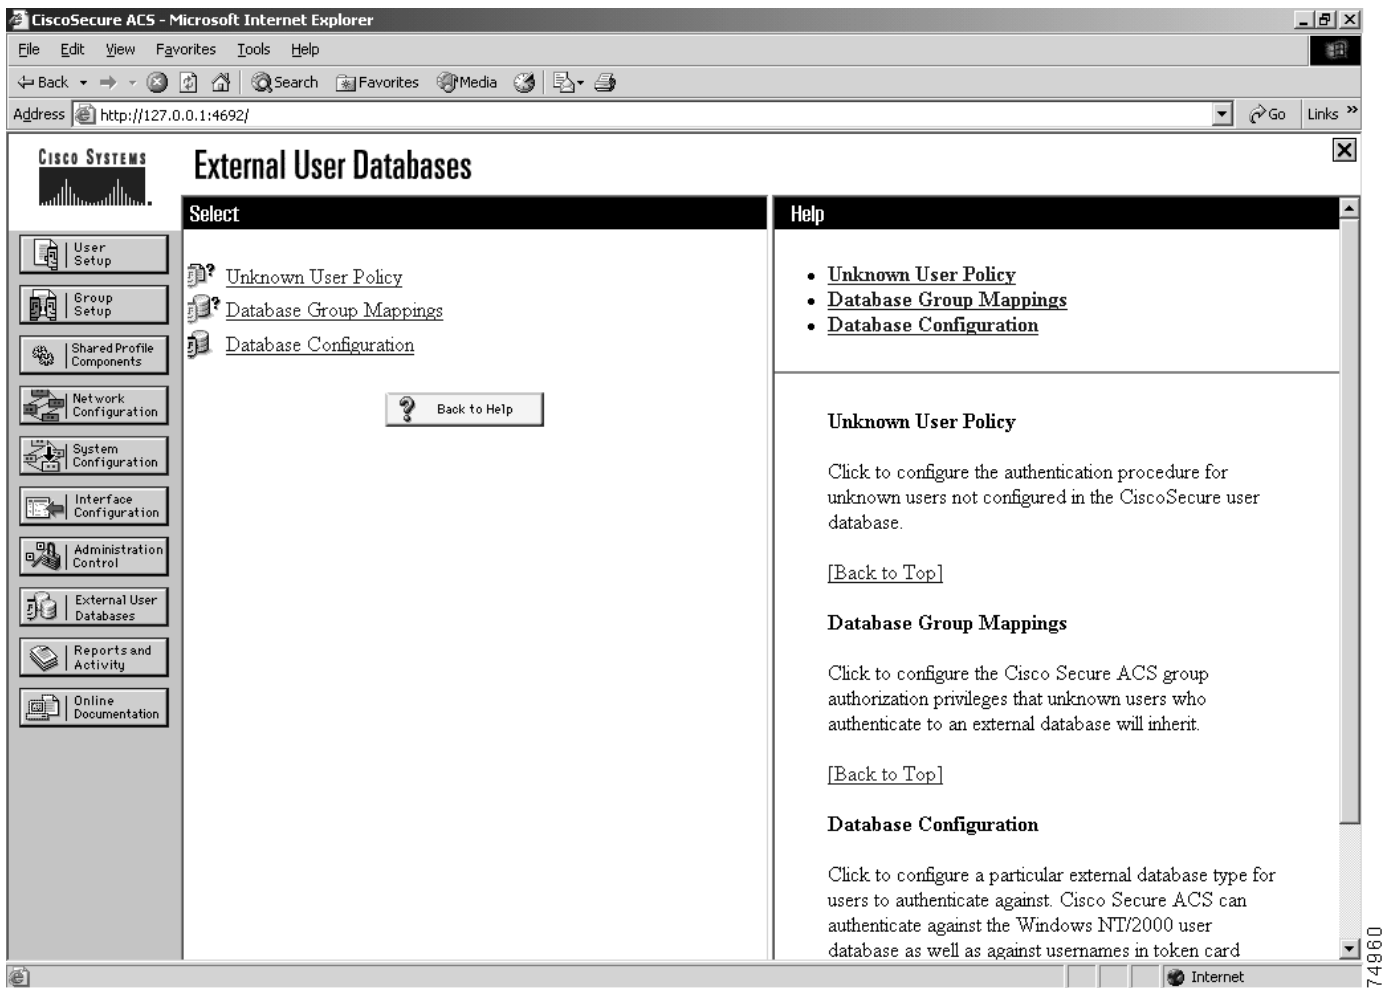 CiscoSecure ACS - Microsoft Internet Explorer
File Edit View Favorites Tools Help
Back Search Favorites Media
Address http://127.0.0.1:4692/ Go Links »
CISCO SYSTEMS
External User Databases
Select
Unknown User Policy
Database Group Mappings
Database Configuration
Back to Help
User
Setup
Group
Setup
Shared Profile
Components
Network
Configuration
System
Configuration
Interface
Configuration
Administration
Control
External User
Databases
Reports and
Activity
Online
Documentation
Help
• Unknown User Policy
• Database Group Mappings
• Database Configuration
Unknown User Policy
Click to configure the authentication procedure for
unknown users not configured in the CiscoSecure user
database.
[Back to Top]
Database Group Mappings
Click to configure the Cisco Secure ACS group
authorization privileges that unknown users who
authenticate to an external database will inherit.
[Back to Top]
Database Configuration
Click to configure a particular external database type for
users to authenticate against. Cisco Secure ACS can
authenticate against the Windows NT/2000 user
database as well as against usernames in token card
Internet
74960